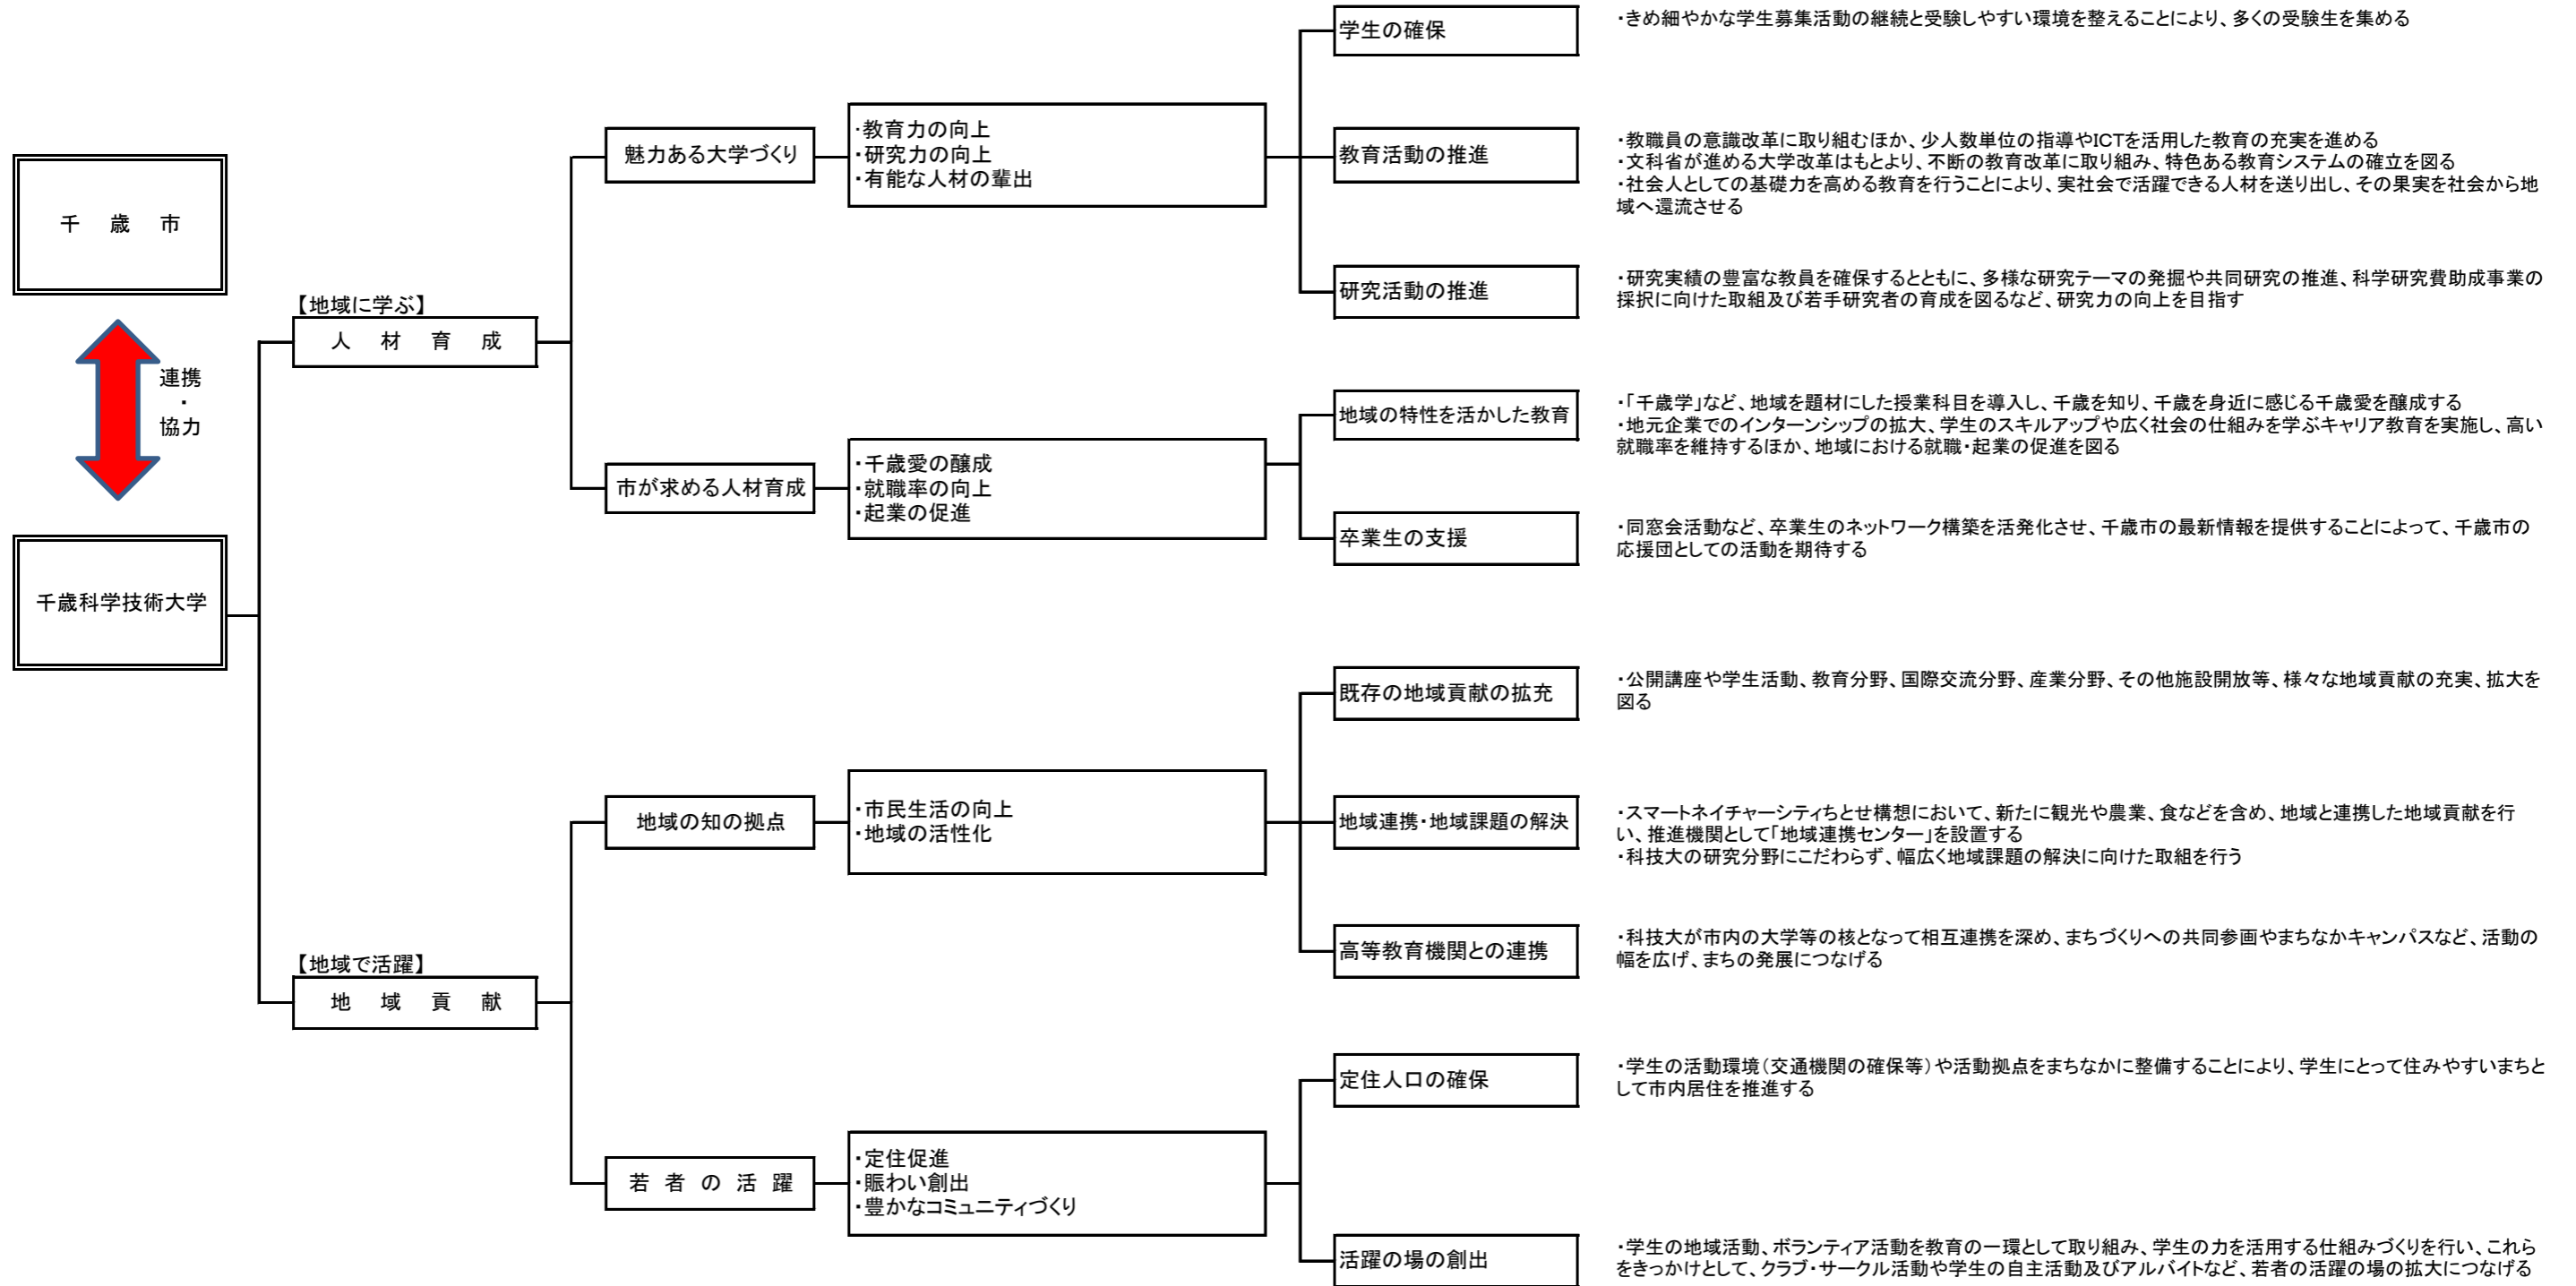 千　歳　市
連携
・
協力
千歳科学技術大学
【地域に学ぶ】
人　材　育　成
魅力ある大学づくり
・教育力の向上
・研究力の向上
・有能な人材の輩出
学生の確保
・きめ細やかな学生募集活動の継続と受験しやすい環境を整えることにより、多くの受験生を集める
教育活動の推進
・教職員の意識改革に取り組むほか、少人数単位の指導やICTを活用した教育の充実を進める
・文科省が進める大学改革はもとより、不断の教育改革に取り組み、特色ある教育システムの確立を図る
・社会人としての基礎力を高める教育を行うことにより、実社会で活躍できる人材を送り出し、その果実を社会から地
域へ還流させる
研究活動の推進
・研究実績の豊富な教員を確保するとともに、多様な研究テーマの発掘や共同研究の推進、科学研究費助成事業の
採択に向けた取組及び若手研究者の育成を図るなど、研究力の向上を目指す
市が求める人材育成
・千歳愛の醸成
・就職率の向上
・起業の促進
地域の特性を活かした教育
・「千歳学」など、地域を題材にした授業科目を導入し、千歳を知り、千歳を身近に感じる千歳愛を醸成する
・地元企業でのインターンシップの拡大、学生のスキルアップや広く社会の仕組みを学ぶキャリア教育を実施し、高い
就職率を維持するほか、地域における就職・起業の促進を図る
卒業生の支援
・同窓会活動など、卒業生のネットワーク構築を活発化させ、千歳市の最新情報を提供することによって、千歳市の
応援団としての活動を期待する
【地域で活躍】
地　域　貢　献
地域の知の拠点
・市民生活の向上
・地域の活性化
既存の地域貢献の拡充
・公開講座や学生活動、教育分野、国際交流分野、産業分野、その他施設開放等、様々な地域貢献の充実、拡大を
図る
地域連携・地域課題の解決
・スマートネイチャーシティちとせ構想において、新たに観光や農業、食などを含め、地域と連携した地域貢献を行
い、推進機関として「地域連携センター」を設置する
・科技大の研究分野にこだわらず、幅広く地域課題の解決に向けた取組を行う
高等教育機関との連携
・科技大が市内の大学等の核となって相互連携を深め、まちづくりへの共同参画やまちなかキャンパスなど、活動の
幅を広げ、まちの発展につなげる
若　者　の　活　躍
・定住促進
・賑わい創出
・豊かなコミュニティづくり
定住人口の確保
・学生の活動環境（交通機関の確保等）や活動拠点をまちなかに整備することにより、学生にとって住みやすいまちと
して市内居住を推進する
活躍の場の創出
・学生の地域活動、ボランティア活動を教育の一環として取り組み、学生の力を活用する仕組みづくりを行い、これら
をきっかけとして、クラブ・サークル活動や学生の自主活動及びアルバイトなど、若者の活躍の場の拡大につなげる